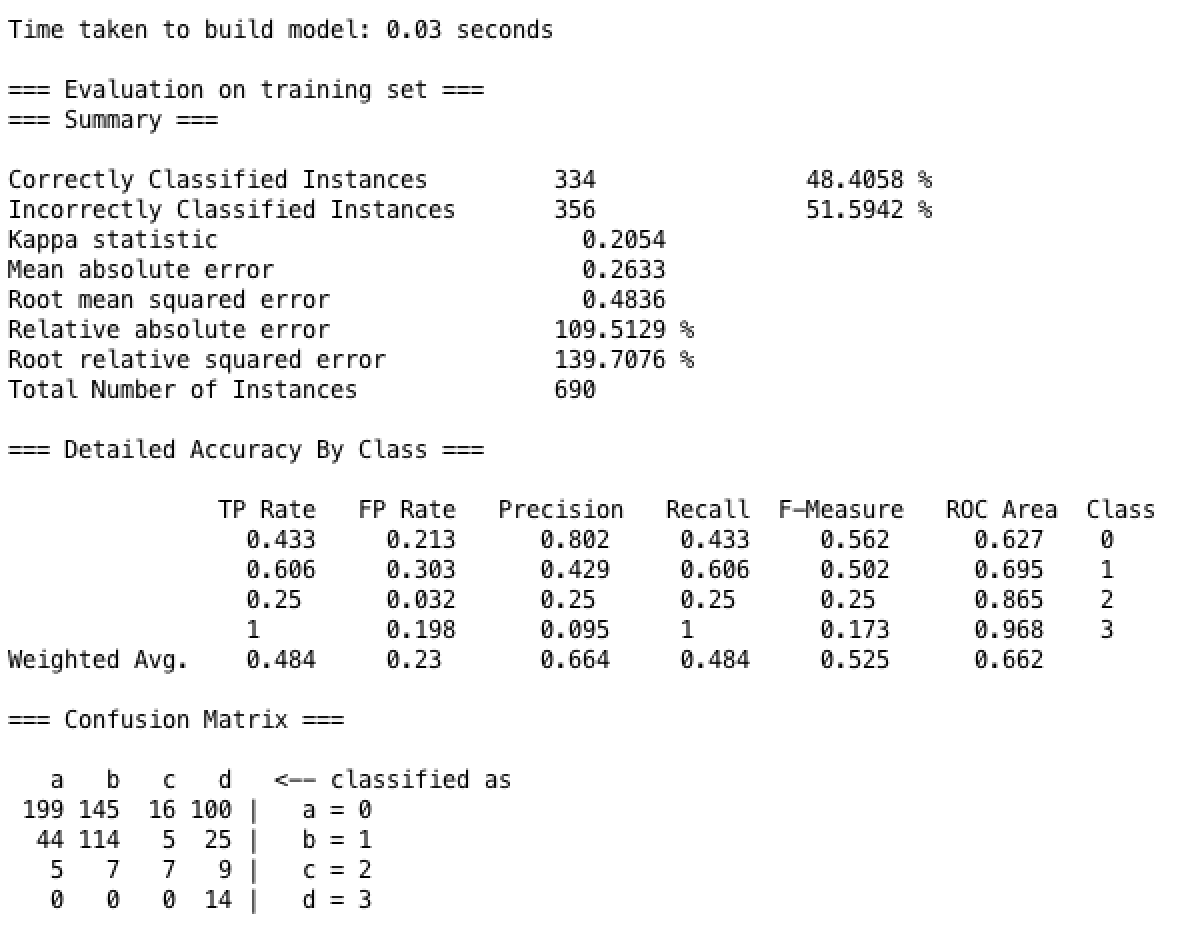 Time taken to build model: 0.03 seconds

=== Evaluation on training set ===
=== Summary ===

Correctly Classified Instances         334               48.4058 %
Incorrectly Classified Instances       356               51.5942 %
Kappa statistic                          0.2054
Mean absolute error                      0.2633
Root mean squared error                  0.4836
Relative absolute error                109.5129 %
Root relative squared error            139.7076 %
Total Number of Instances              690

=== Detailed Accuracy By Class ===

               TP Rate   FP Rate   Precision   Recall  F-Measure   ROC Area  Class
                 0.433     0.213      0.802     0.433     0.562      0.627    0
                 0.606     0.303      0.429     0.606     0.502      0.695    1
                 0.25      0.032      0.25      0.25      0.25       0.865    2
                 1         0.198      0.095     1         0.173      0.968    3
Weighted Avg.    0.484     0.23       0.664     0.484     0.525      0.662

=== Confusion Matrix ===

   a   b   c   d   <-- classified as
 199 145  16 100 |   a = 0
  44 114   5  25 |   b = 1
   5   7   7   9 |   c = 2
   0   0   0  14 |   d = 3